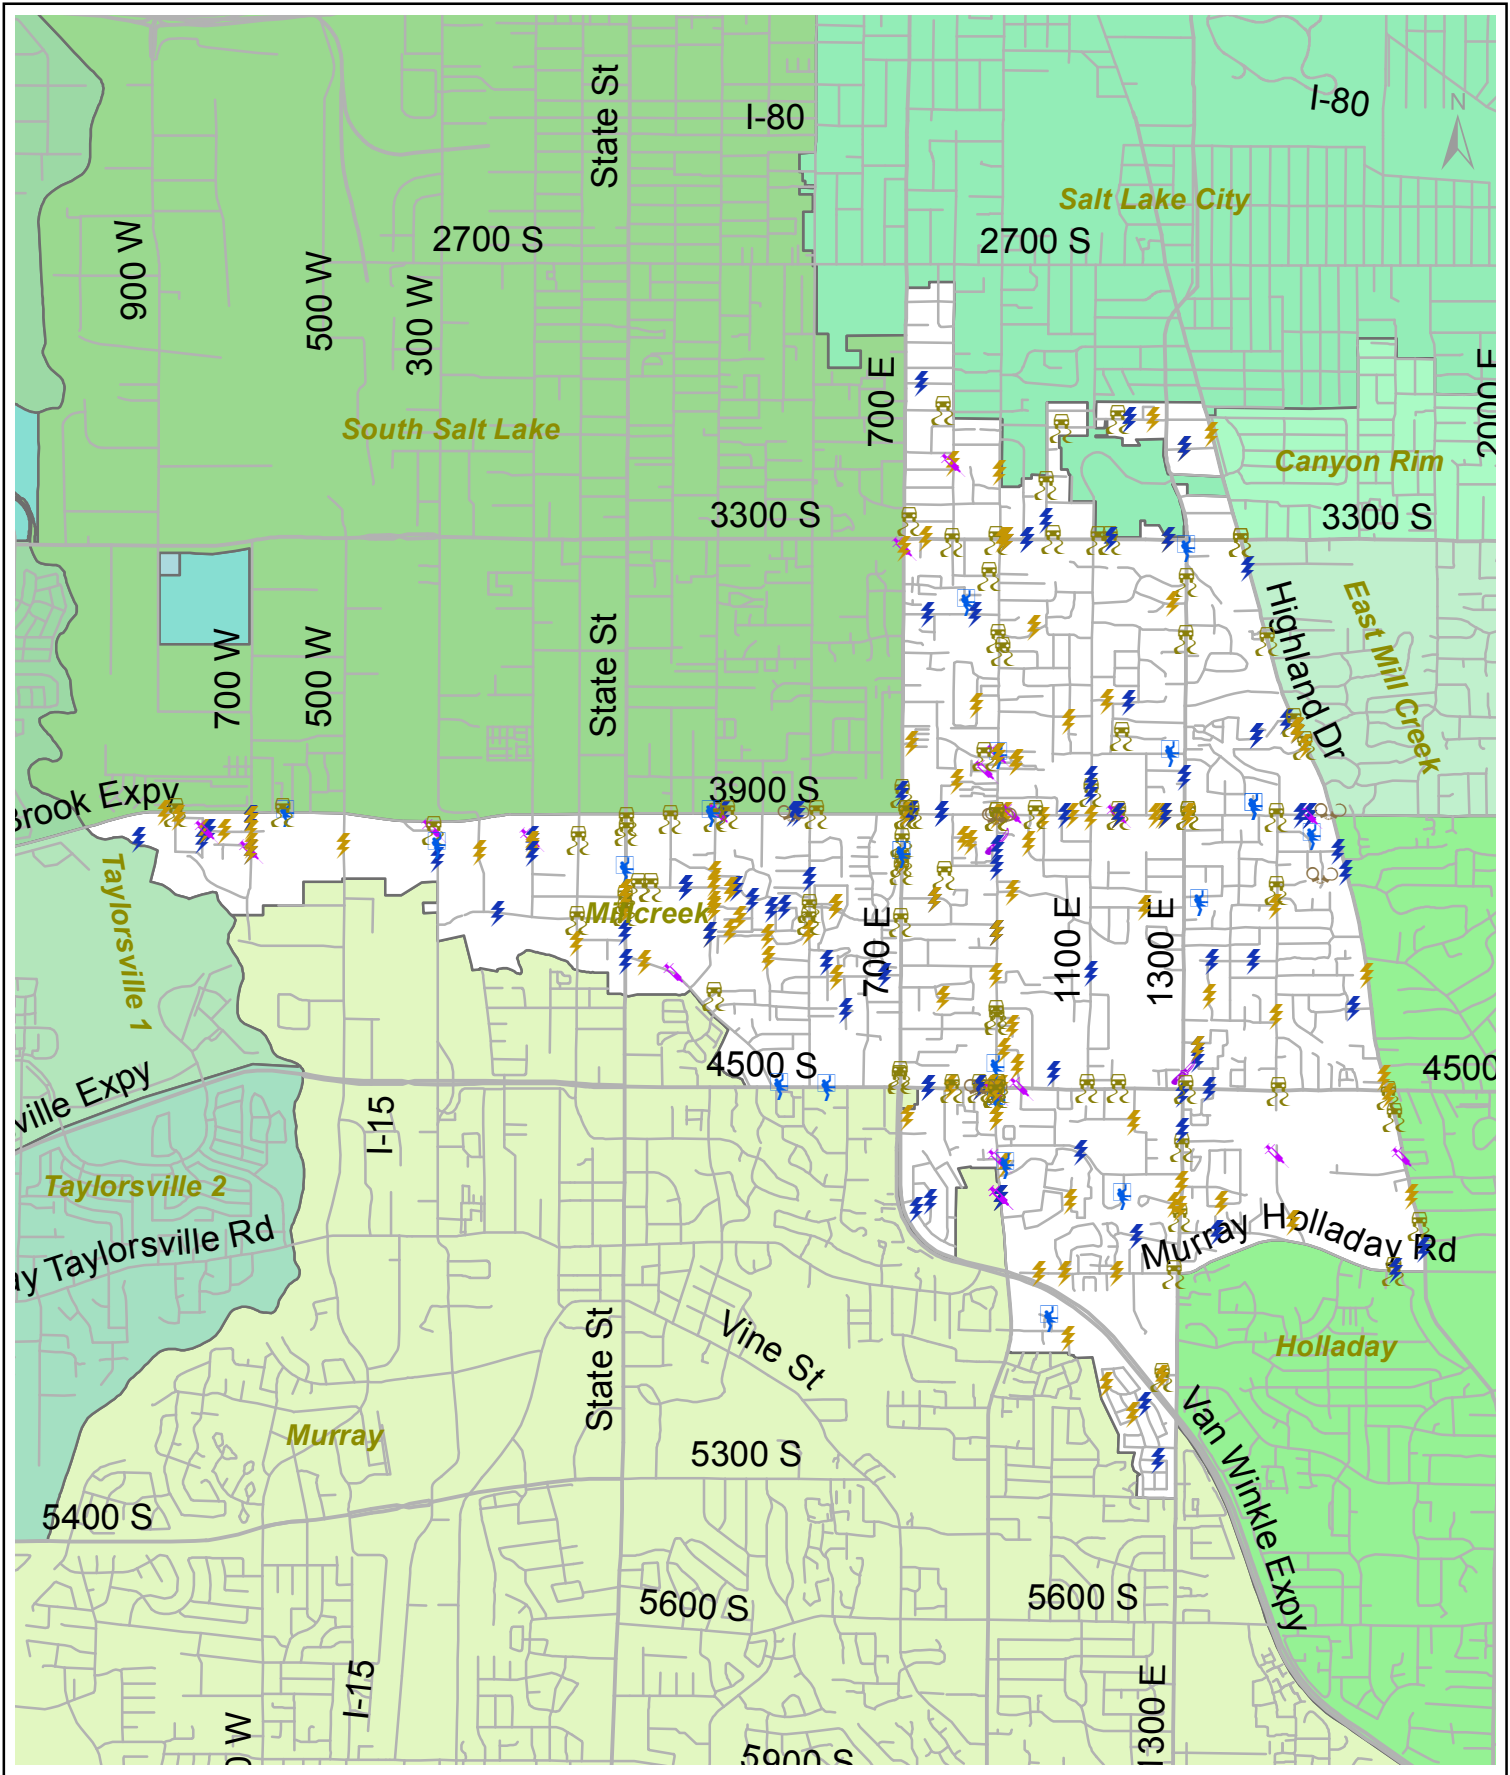 State St
I-80
I-80
N
Salt Lake City
900 W
2700 S
2700 S
500 W
300 W
700 E
2000 E
South Salt Lake
Canyon Rim
3300 S
3300 S
Highland Dr
East Mill Creek
State St
700 W
500 W
3900 S
Brook Expy
Taylorsville 1
Millcreek
700 E
1100 E
1300 E
4500 S
4500
ville Expy
I-15
Taylorsville 2
ay Taylorsville Rd
Murray Holladay Rd
State St
Vine St
Holladay
Murray
Van Winkle Expy
5300 S
5400 S
5600 S
5600 S
I-15
1300 E
0 W
5900 S